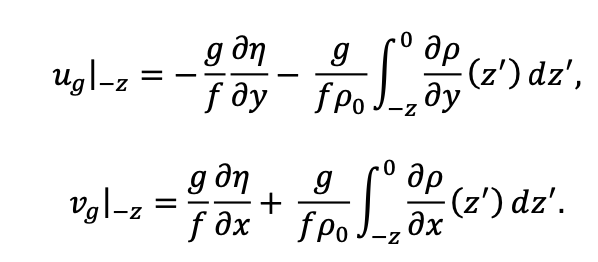 $u_g|_{-z} = -\frac{g}{f}\frac{\partial \eta}{\partial y} - \frac{g}{f\rho_0}\int_{-z}^{0}\frac{\partial \rho}{\partial y}(z')\,dz',$
$v_g|_{-z} = \frac{g}{f}\frac{\partial \eta}{\partial x} + \frac{g}{f\rho_0}\int_{-z}^{0}\frac{\partial \rho}{\partial x}(z')\,dz'.$